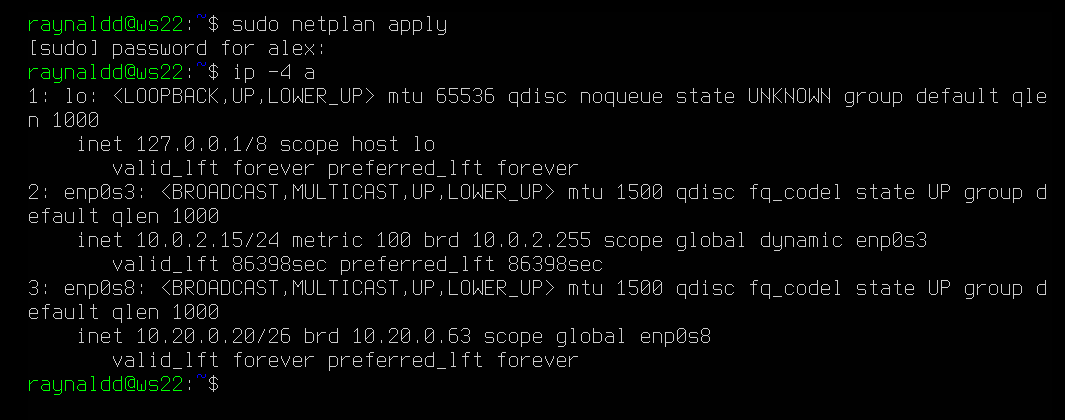 raynaldd@ws22:~$ sudo netplan apply
[sudo] password for alex:
raynaldd@ws22:~$ ip -4 a
1: lo: <LOOPBACK,UP,LOWER_UP> mtu 65536 qdisc noqueue state UNKNOWN group default qle
n 1000
    inet 127.0.0.1/8 scope host lo
       valid_lft forever preferred_lft forever
2: enp0s3: <BROADCAST,MULTICAST,UP,LOWER_UP> mtu 1500 qdisc fq_codel state UP group d
efault qlen 1000
    inet 10.0.2.15/24 metric 100 brd 10.0.2.255 scope global dynamic enp0s3
       valid_lft 86398sec preferred_lft 86398sec
3: enp0s8: <BROADCAST,MULTICAST,UP,LOWER_UP> mtu 1500 qdisc fq_codel state UP group d
efault qlen 1000
    inet 10.20.0.20/26 brd 10.20.0.63 scope global enp0s8
       valid_lft forever preferred_lft forever
raynaldd@ws22:~$